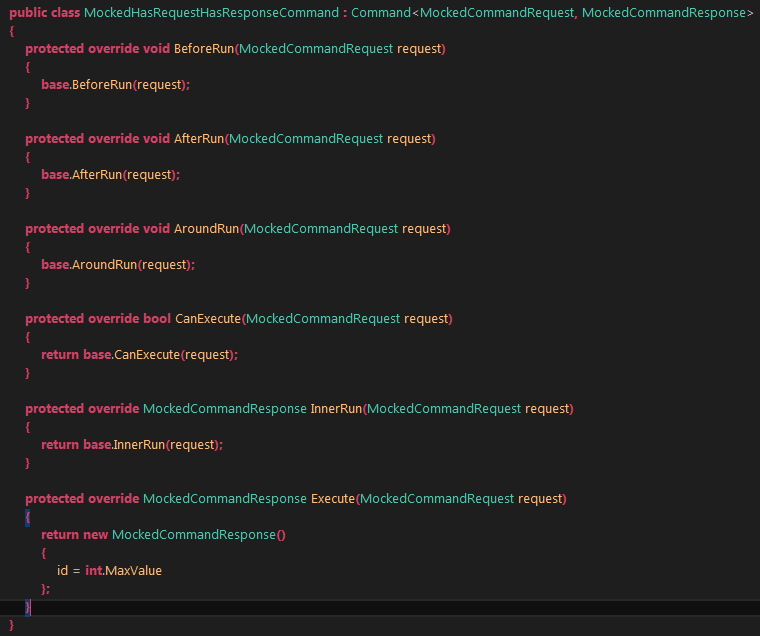 public class MockedHasRequestHasResponseCommand : Command<MockedCommandRequest, MockedCommandResponse>
{
    protected override void BeforeRun(MockedCommandRequest request)
    {
        base.BeforeRun(request);
    }

    protected override void AfterRun(MockedCommandRequest request)
    {
        base.AfterRun(request);
    }

    protected override void AroundRun(MockedCommandRequest request)
    {
        base.AroundRun(request);
    }

    protected override bool CanExecute(MockedCommandRequest request)
    {
        return base.CanExecute(request);
    }

    protected override MockedCommandResponse InnerRun(MockedCommandRequest request)
    {
        return base.InnerRun(request);
    }

    protected override MockedCommandResponse Execute(MockedCommandRequest request)
    {
        return new MockedCommandResponse()
        {
            id = int.MaxValue
        };
    }
}